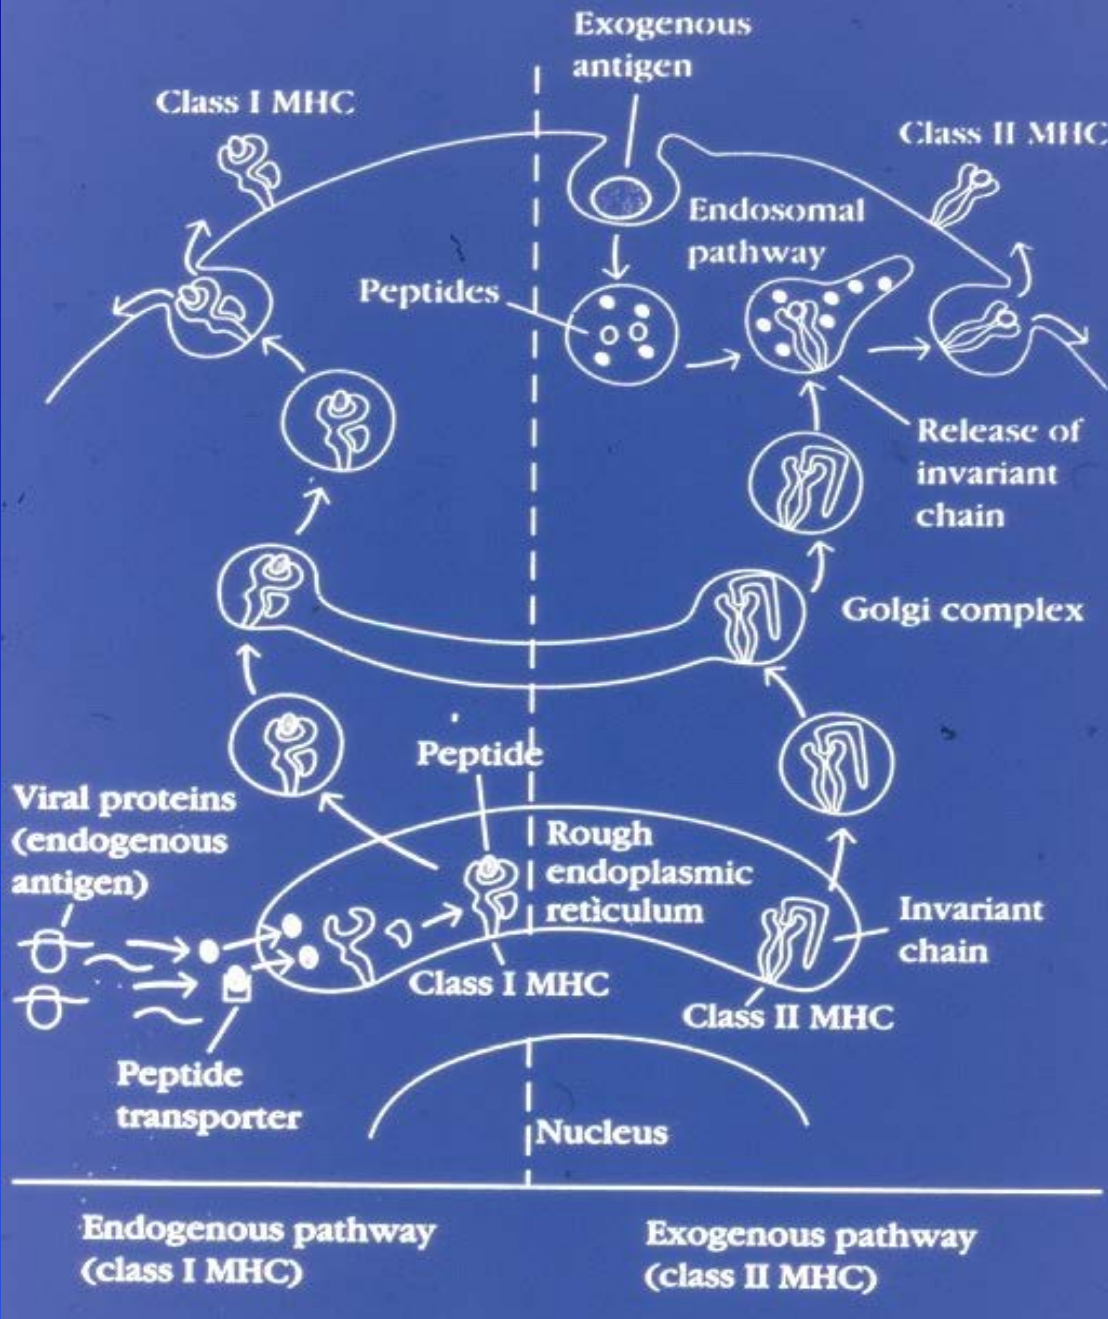 Exogenous
antigen
Class I MHC
Class II MHC
Endosomal
pathway
Peptides
Release of
invariant
chain
Golgi complex
Peptide
Viral proteins
(endogenous
antigen)
Rough
endoplasmic
reticulum
Invariant
chain
Class I MHC
Class II MHC
Peptide
transporter
Nucleus
Endogenous pathway
(class I MHC)
Exogenous pathway
(class II MHC)